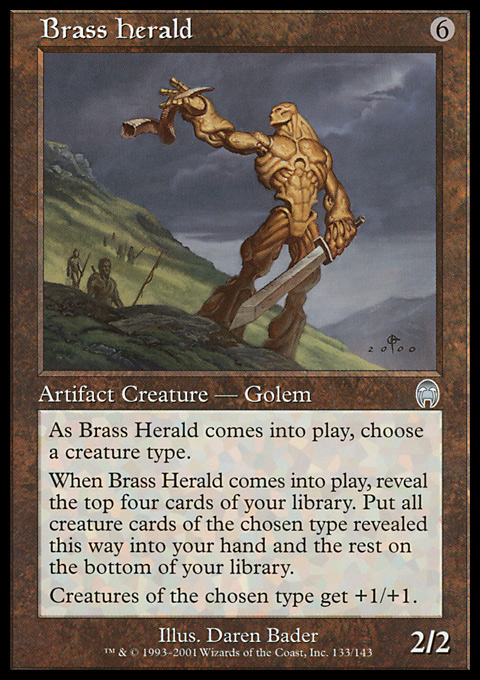 Brass Herald 6
2000
Artifact Creature — Golem
As Brass Herald comes into play, choose
a creature type.
When Brass Herald comes into play, reveal
the top four cards of your library. Put all
creature cards of the chosen type revealed
this way into your hand and the rest on
the bottom of your library.
Creatures of the chosen type get +1/+1.
Illus. Daren Bader
2/2
™ & © 1993-2001 Wizards of the Coast, Inc. 133/143